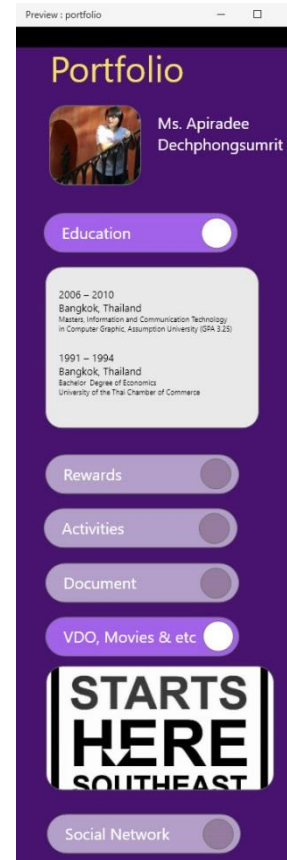 Preview : portfolio
Portfolio
Ms. Apiradee
Dechphongsumrit
Education
2006 – 2010
Bangkok, Thailand
Masters, Information and Communication Technology
in Computer Graphic, Assumption University (GPA 3.25)
1991 – 1994
Bangkok, Thailand
Bachelor Degree of Economics
University of the Thai Chamber of Commerce
Rewards
Activities
Document
VDO, Movies & etc
STARTS
HERE
SOUTHEAST
Social Network